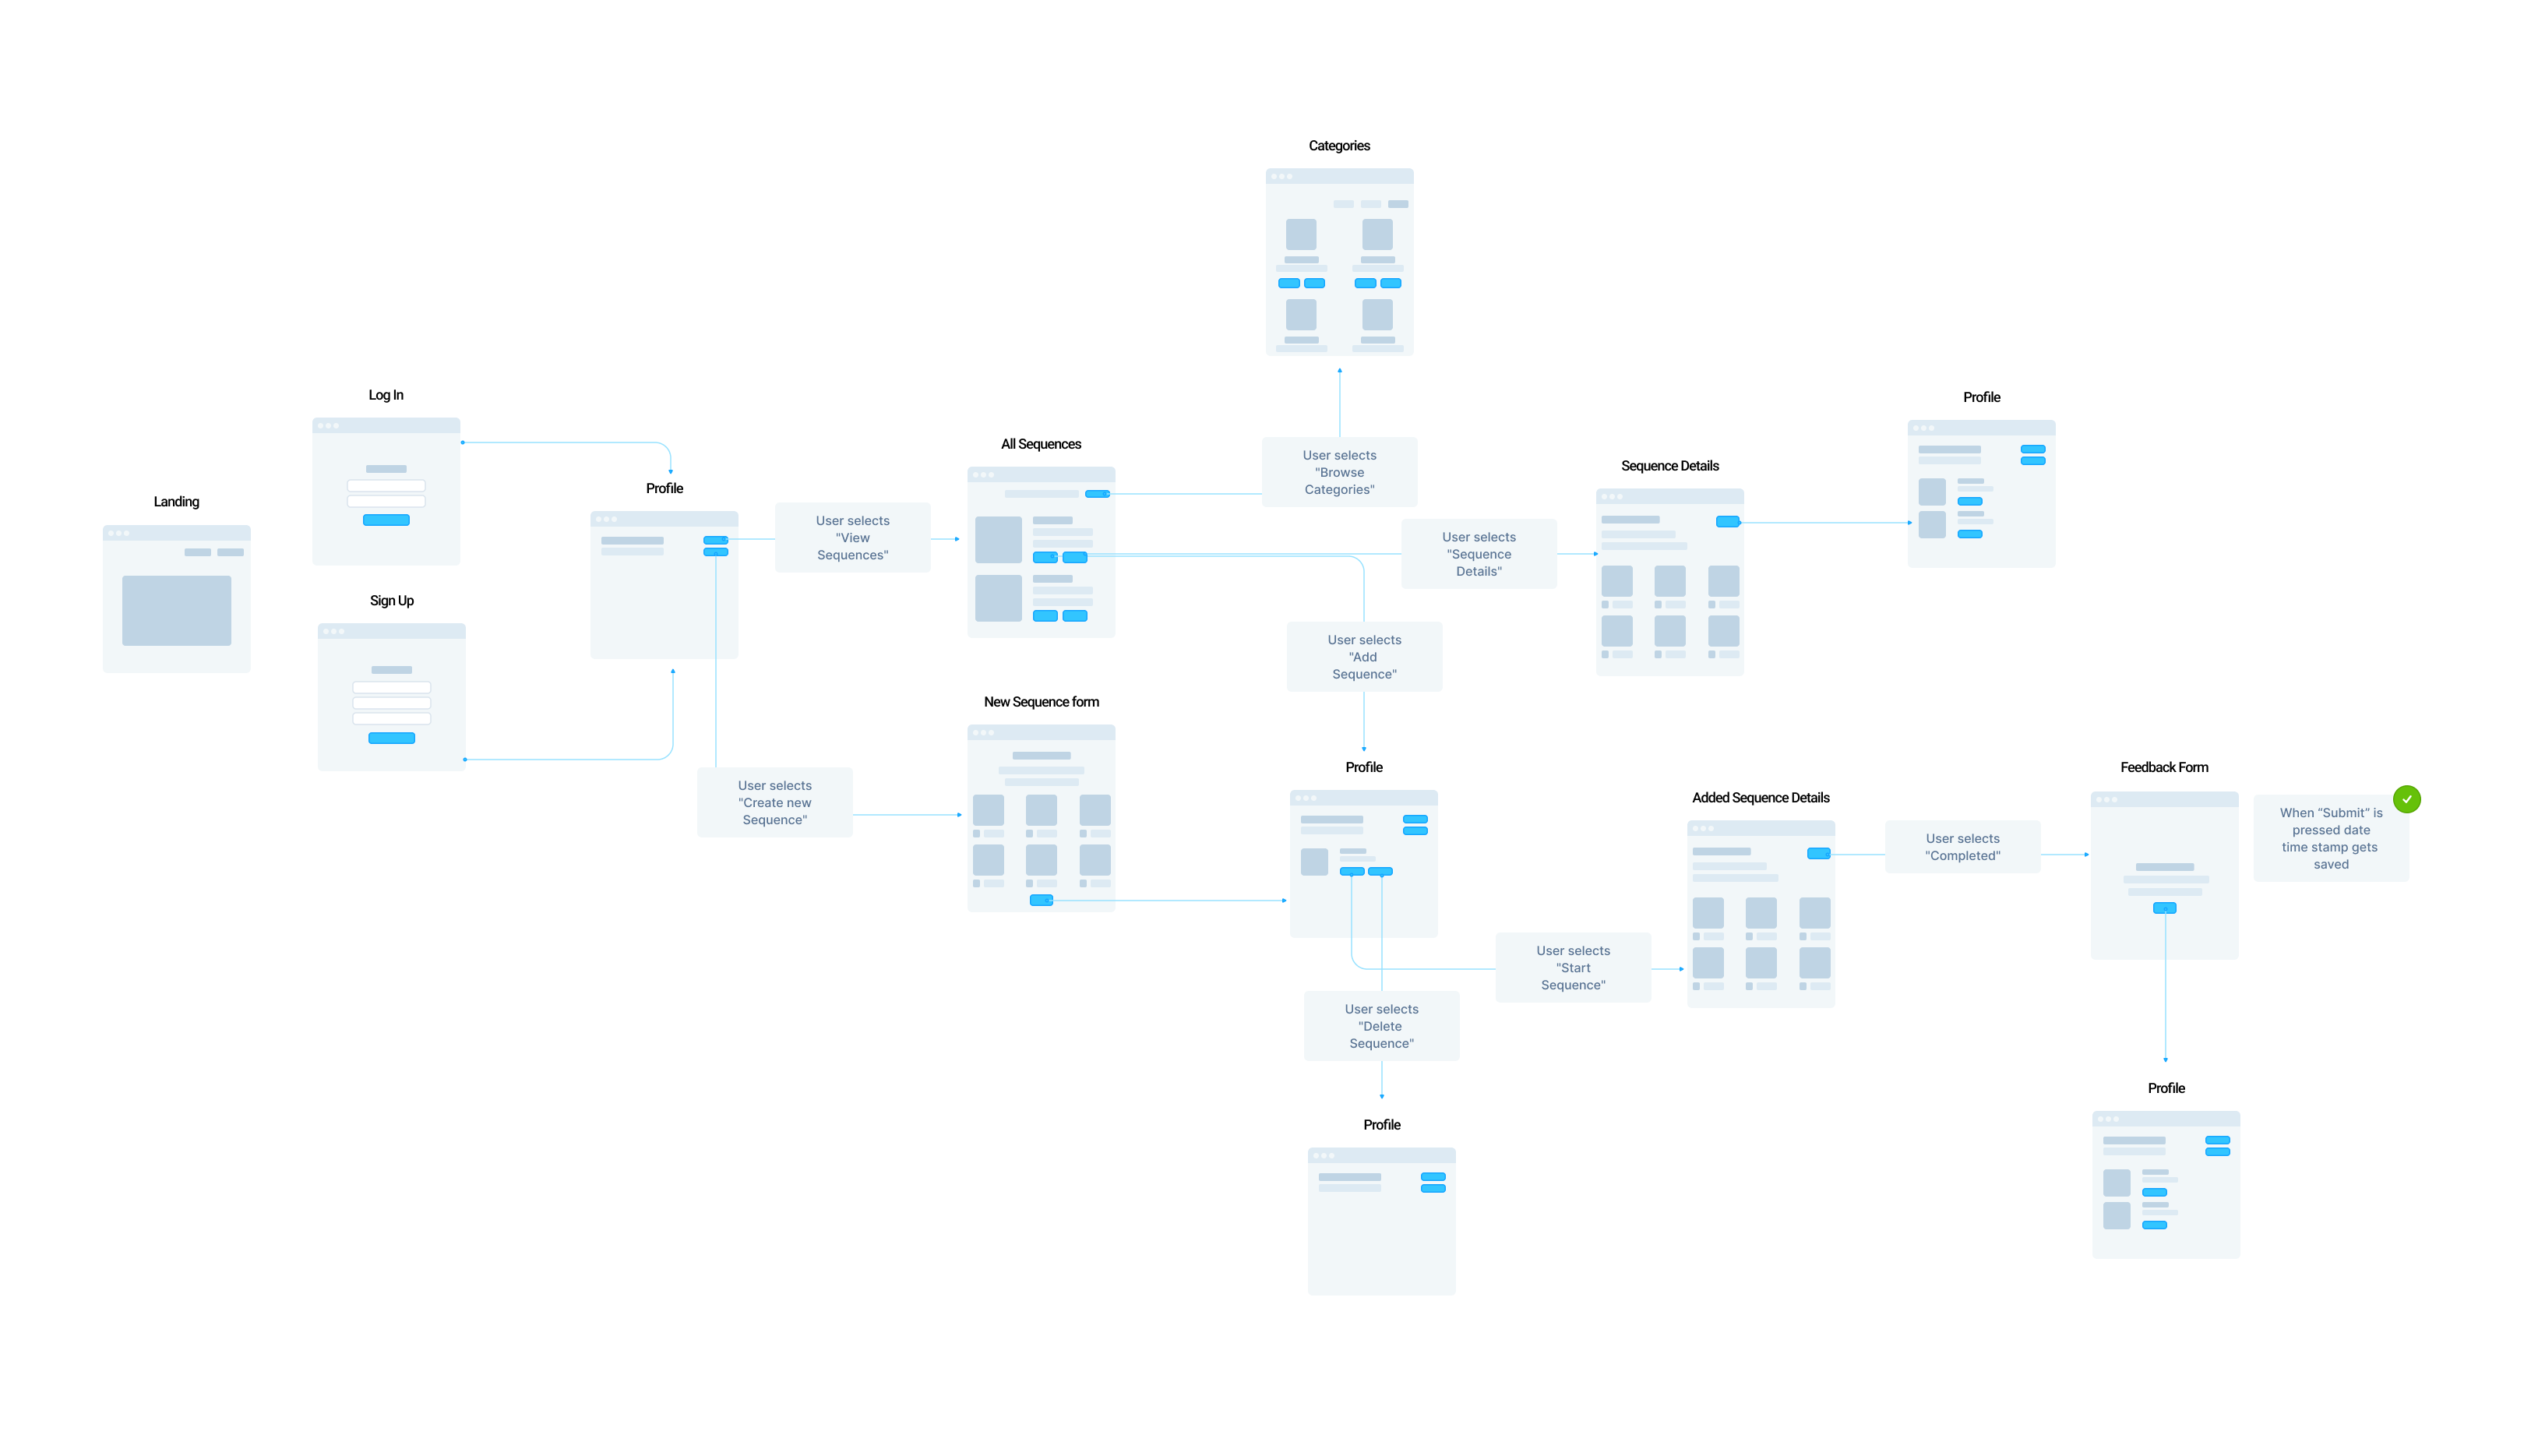 Categories
Log In
Profile
All Sequences
User selects
"Browse
Categories"
Sequence Details
Profile
Landing
User selects
"View
Sequences"
User selects
"Sequence
Details"
Sign Up
User selects
"Add
Sequence"
New Sequence form
User selects
"Create new
Sequence"
Profile
Added Sequence Details
User selects
"Completed"
Feedback Form
When “Submit” is
pressed date
time stamp gets
saved
User selects
"Start
Sequence"
User selects
"Delete
Sequence"
Profile
Profile